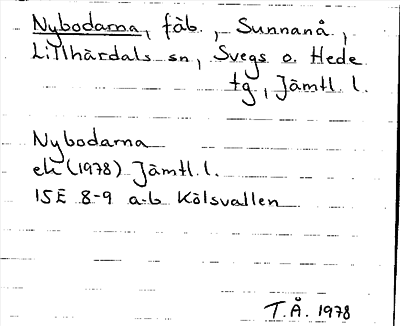 Nybodarna, fäb., Sunnanå,
Lillhärdals sn, Svegs o. Hede
tg, Jämtl. l.
Nybodarna
ek (1978) Jämtl. l.
15E 8-9 a-b Kölsvallen
T.Å. 1978